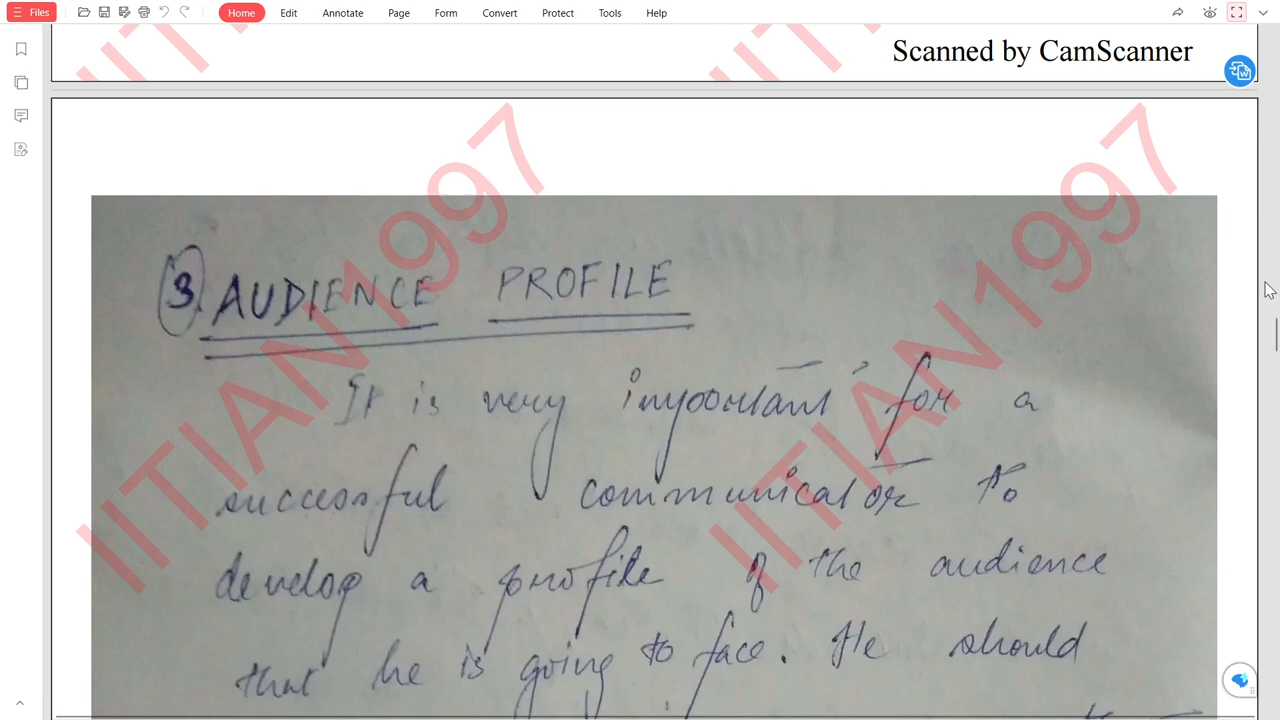 Files
Home Edit Annotate Page Form Convert Protect Tools Help
Scanned by CamScanner
IITIAN1997
IITIAN1997
3. AUDIENCE PROFILE
It is very important for a
successful communicator to
develop a profile of the audience
that he is going to face. He should